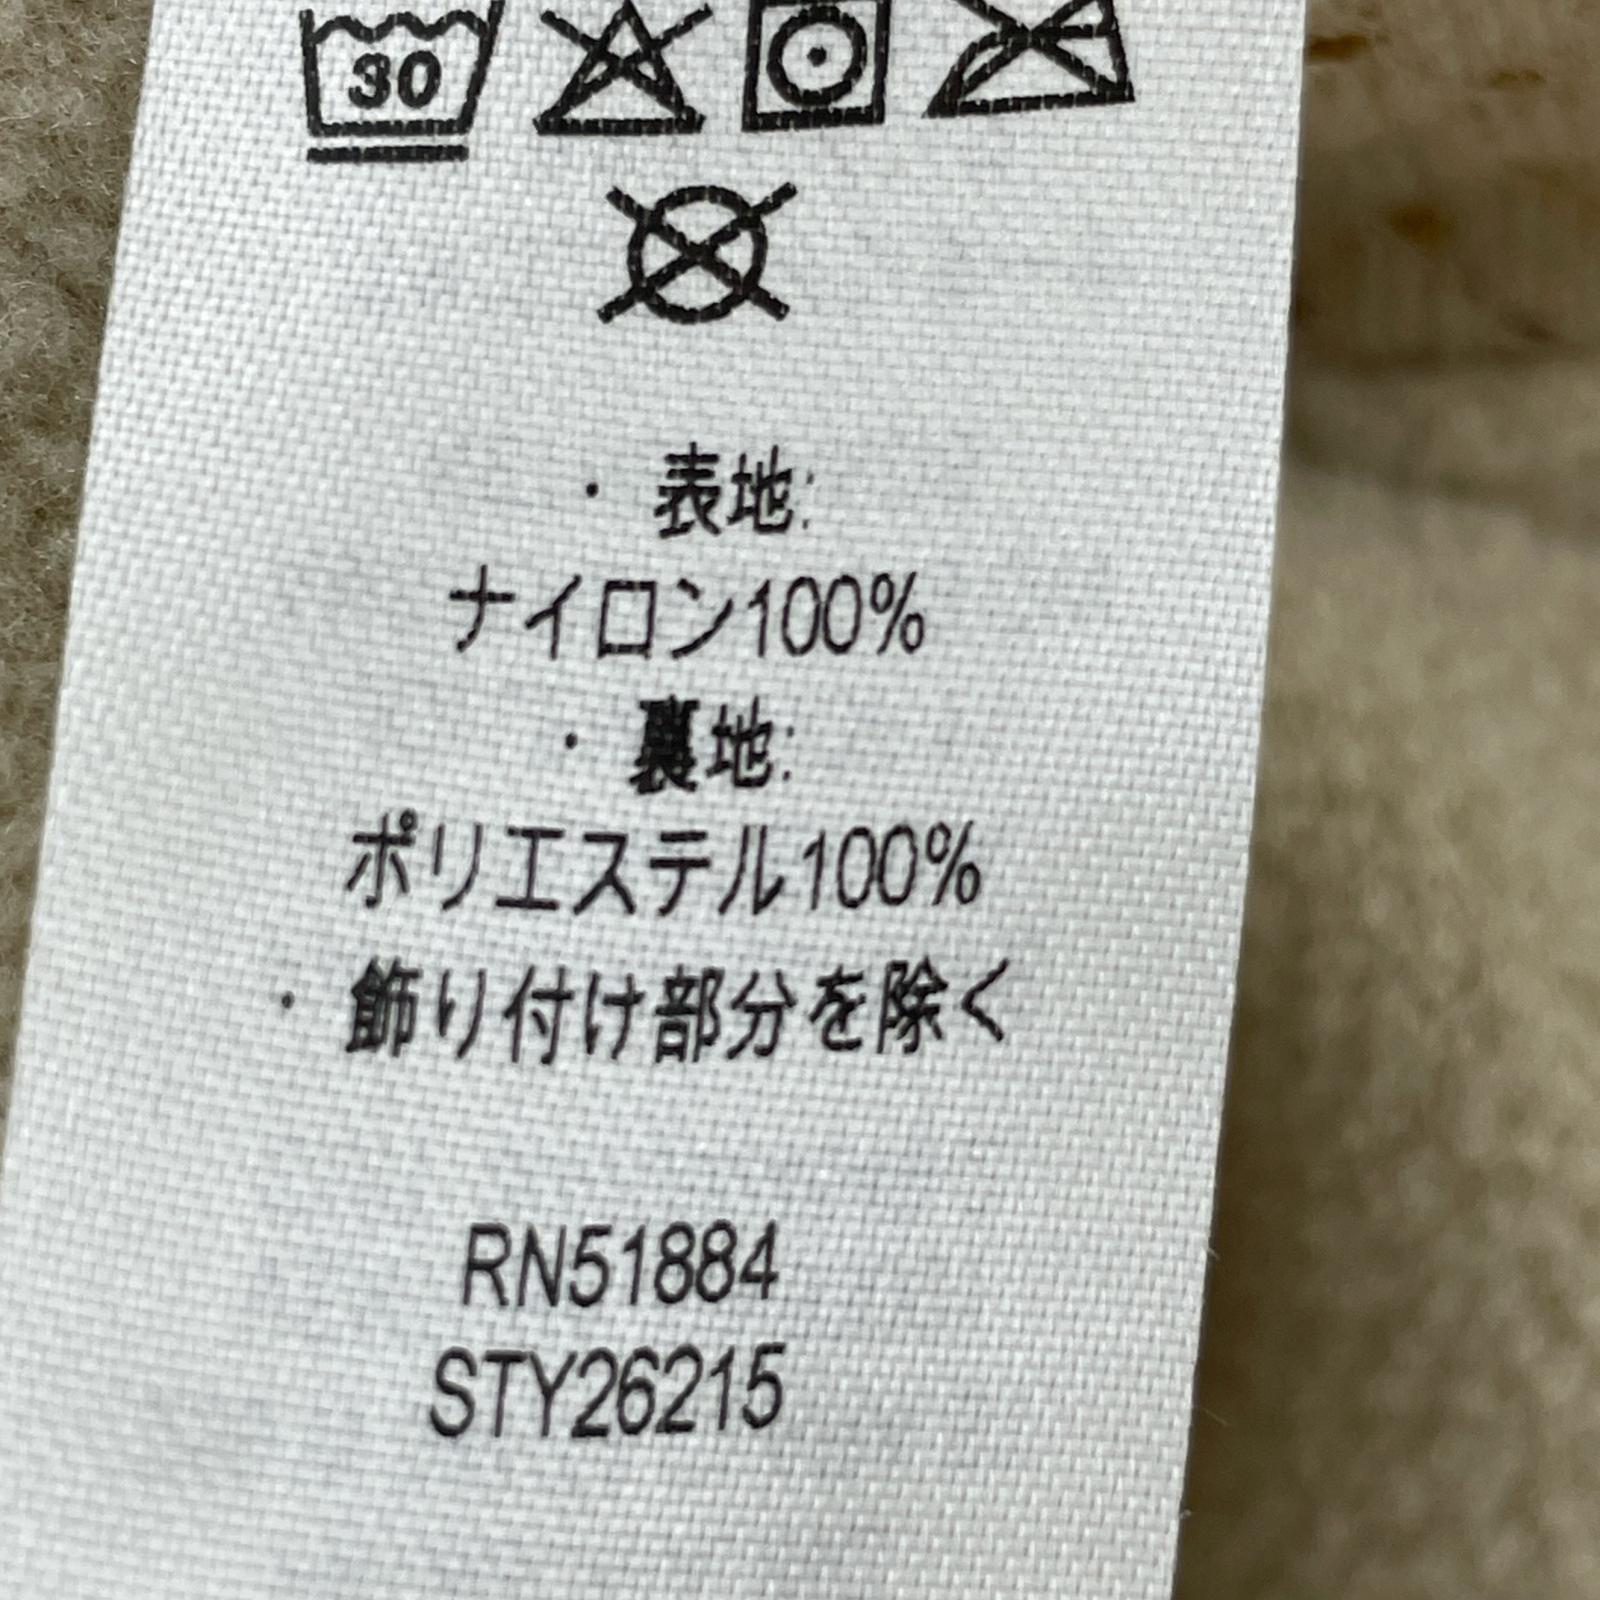 30
・表地:
ナイロン100%
・裏地:
ポリエステル100%
・飾り付け部分を除く
RN51884
STY26215